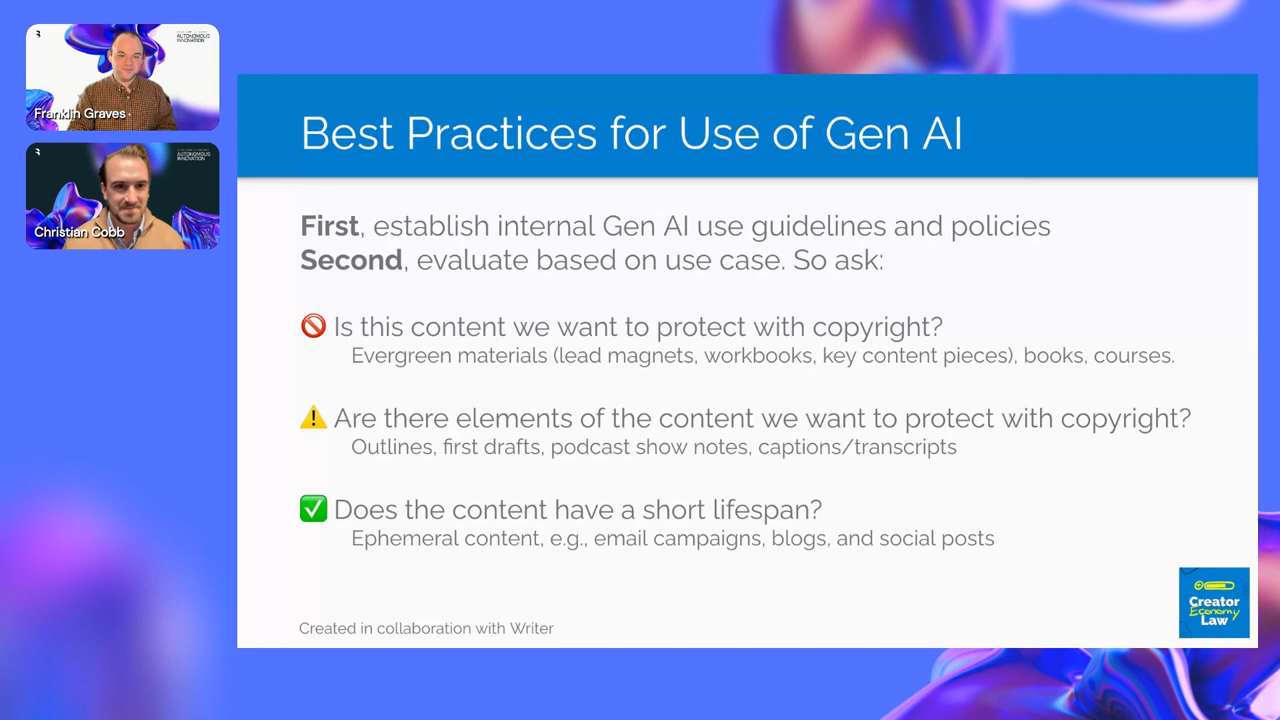 AUTONOMOUS
INNOVATION
Franklin Graves
AUTONOMOUS
INNOVATION
Christian Cobb
Best Practices for Use of Gen AI
First, establish internal Gen AI use guidelines and policies
Second, evaluate based on use case. So ask:
Is this content we want to protect with copyright?
Evergreen materials (lead magnets, workbooks, key content pieces), books, courses.
Are there elements of the content we want to protect with copyright?
Outlines, first drafts, podcast show notes, captions/transcripts
Does the content have a short lifespan?
Ephemeral content, e.g., email campaigns, blogs, and social posts
Created in collaboration with Writer
Creator
Economy
Law